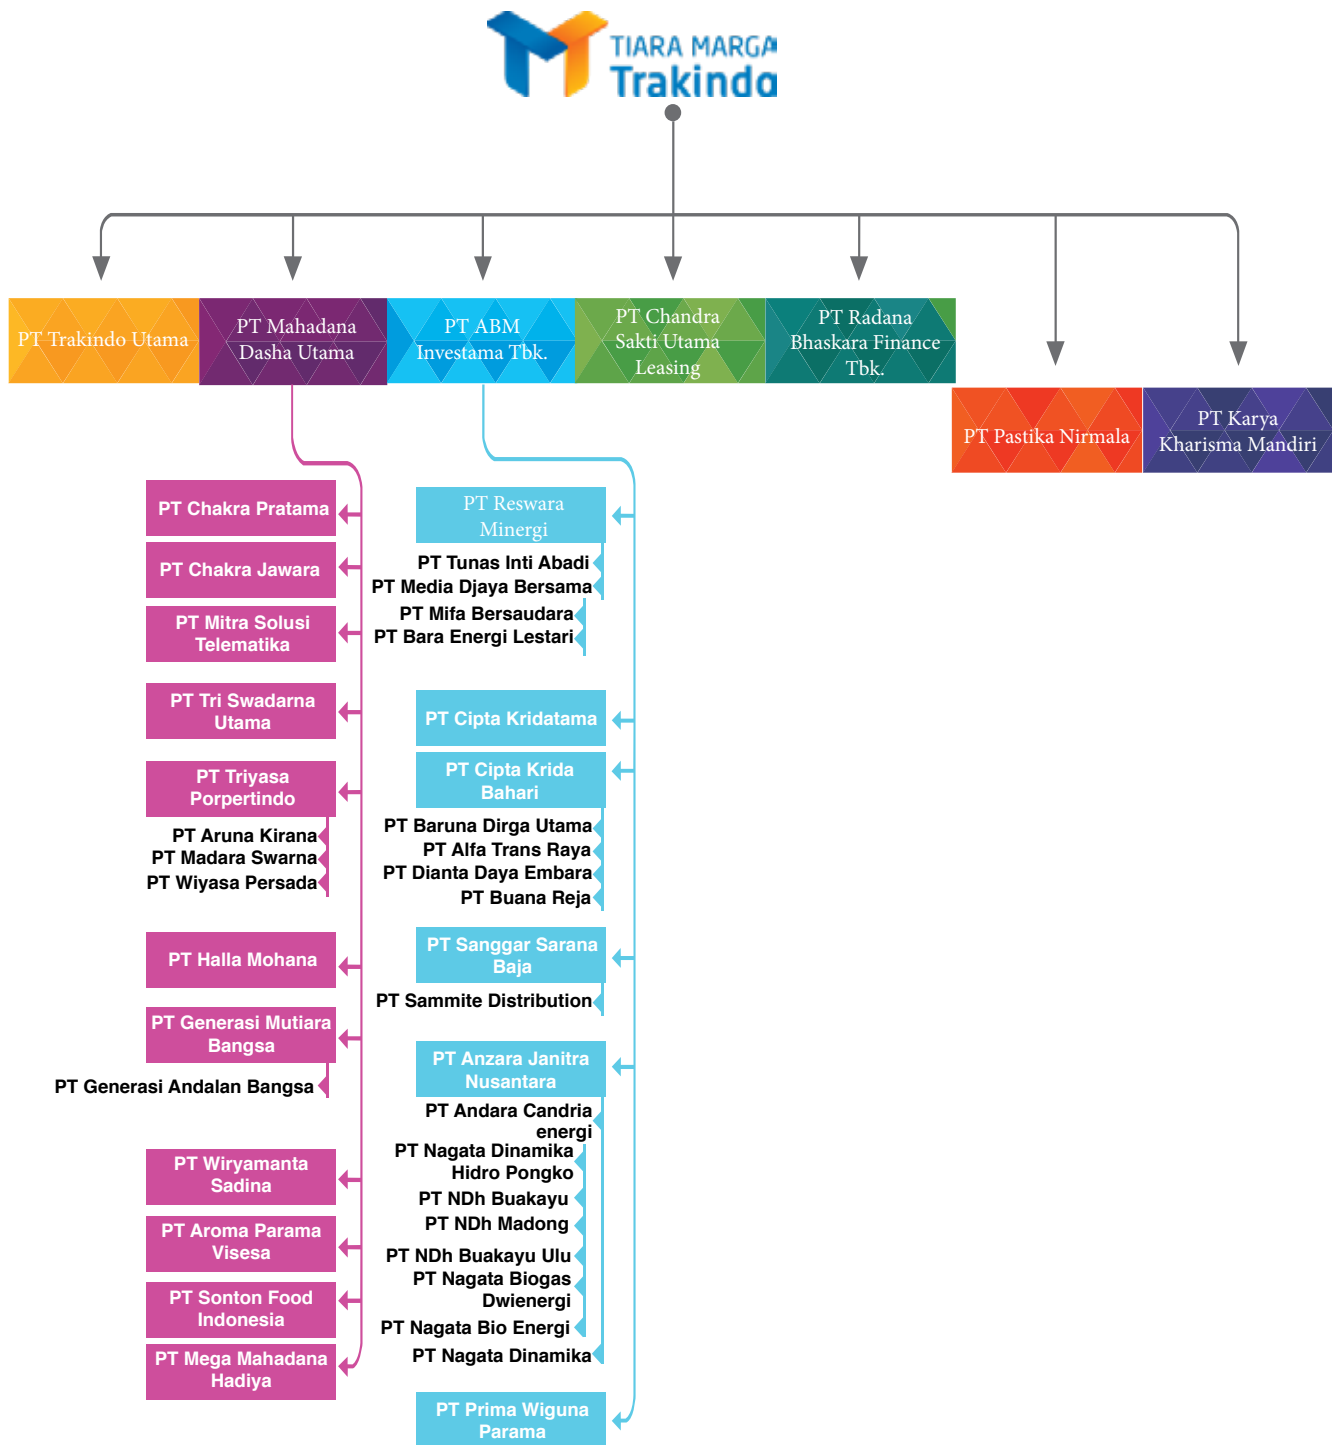 TIARA MARGA
Trakindo
PT Trakindo Utama
PT Mahadana
Dasha Utama
PT ABM
Investama Tbk.
PT Chandra
Sakti Utama
Leasing
PT Radana
Bhaskara Finance
Tbk.
PT Pastika Nirmala
PT Karya
Kharisma Mandiri
PT Chakra Pratama
PT Chakra Jawara
PT Mitra Solusi
Telematika
PT Tri Swadarna
Utama
PT Triyasa
Porpertindo
PT Aruna Kirana
PT Madara Swarna
PT Wiyasa Persada
PT Halla Mohana
PT Generasi Mutiara
Bangsa
PT Generasi Andalan Bangsa
PT Wiryamanta
Sadina
PT Aroma Parama
Visesa
PT Sonton Food
Indonesia
PT Mega Mahadana
Hadiya
PT Reswara
Minergi
PT Tunas Inti Abadi
PT Media Djaya Bersama
PT Mifa Bersaudara
PT Bara Energi Lestari
PT Cipta Kridatama
PT Cipta Krida
Bahari
PT Baruna Dirga Utama
PT Alfa Trans Raya
PT Dianta Daya Embara
PT Buana Reja
PT Sanggar Sarana
Baja
PT Sammite Distribution
PT Anzara Janitra
Nusantara
PT Andara Candria
energi
PT Nagata Dinamika
Hidro Pongko
PT NDh Buakayu
PT NDh Madong
PT NDh Buakayu Ulu
PT Nagata Biogas
Dwienergi
PT Nagata Bio Energi
PT Nagata Dinamika
PT Prima Wiguna
Parama